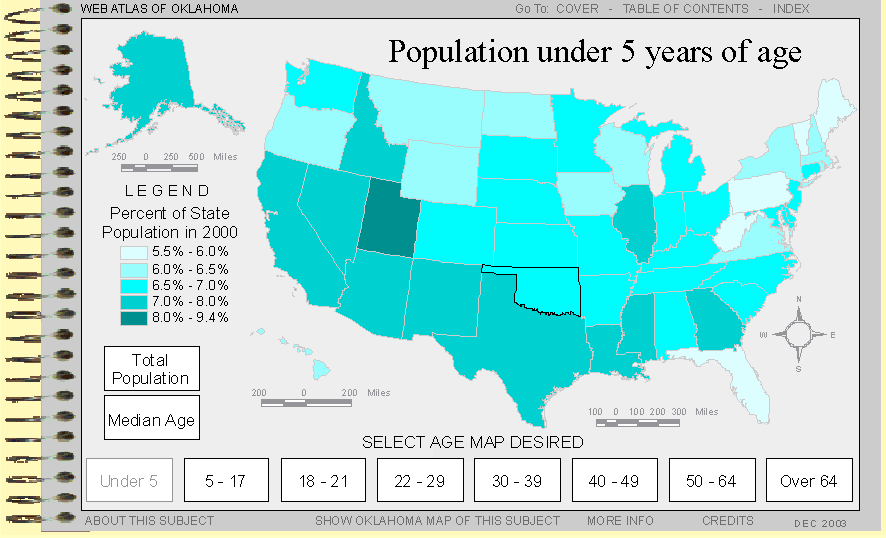 WEB ATLAS OF OKLAHOMA
Go To: COVER - TABLE OF CONTENTS - INDEX
Population under 5 years of age
250 0 250 500 Miles
LEGEND
Percent of State
Population in 2000
5.5% - 6.0%
6.0% - 6.5%
6.5% - 7.0%
7.0% - 8.0%
8.0% - 9.4%
N
W E
S
Total
Population
Median Age
200 0 200 Miles
100 0 100 200 300 Miles
SELECT AGE MAP DESIRED
Under 5
5 - 17
18 - 21
22 - 29
30 - 39
40 - 49
50 - 64
Over 64
ABOUT THIS SUBJECT
SHOW OKLAHOMA MAP OF THIS SUBJECT
MORE INFO
CREDITS
DEC 2003